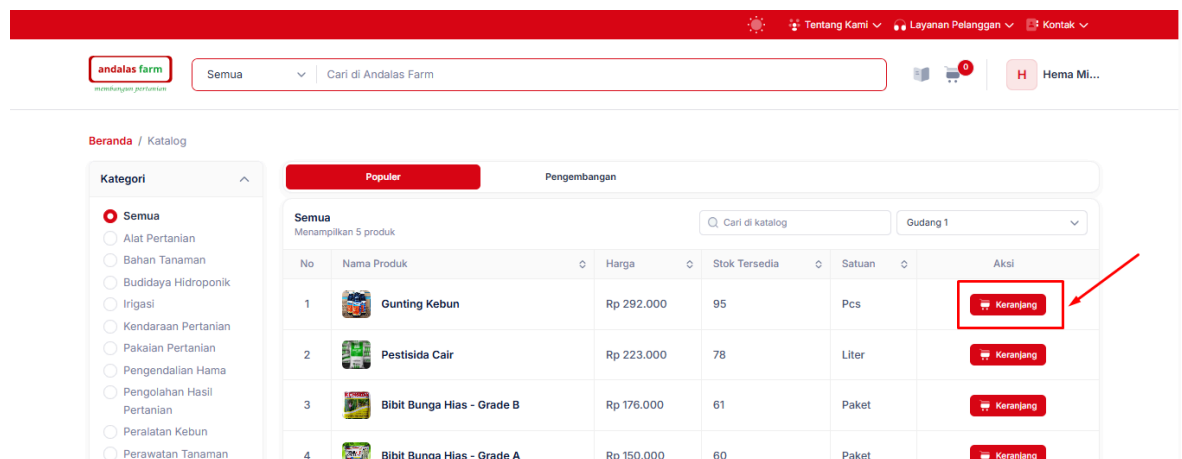 Tentang Kami Layanan Pelanggan Kontak
andalas farm
membangun pertanian
Semua
Cari di Andalas Farm
0
H Hema Mi...
Beranda / Katalog
Kategori
Semua
Alat Pertanian
Bahan Tanaman
Budidaya Hidroponik
Irigasi
Kendaraan Pertanian
Pakaian Pertanian
Pengendalian Hama
Pengolahan Hasil
Pertanian
Peralatan Kebun
Perawatan Tanaman
Populer Pengembangan
Semua
Menampilkan 5 produk
Cari di katalog
Gudang 1
No Nama Produk Harga Stok Tersedia Satuan Aksi
1 Gunting Kebun Rp 292.000 95 Pcs Keranjang
2 Pestisida Cair Rp 223.000 78 Liter Keranjang
3 Bibit Bunga Hias - Grade B Rp 176.000 61 Paket Keranjang
4 Bibit Bunga Hias - Grade A Rp 150.000 60 Paket Keranjang